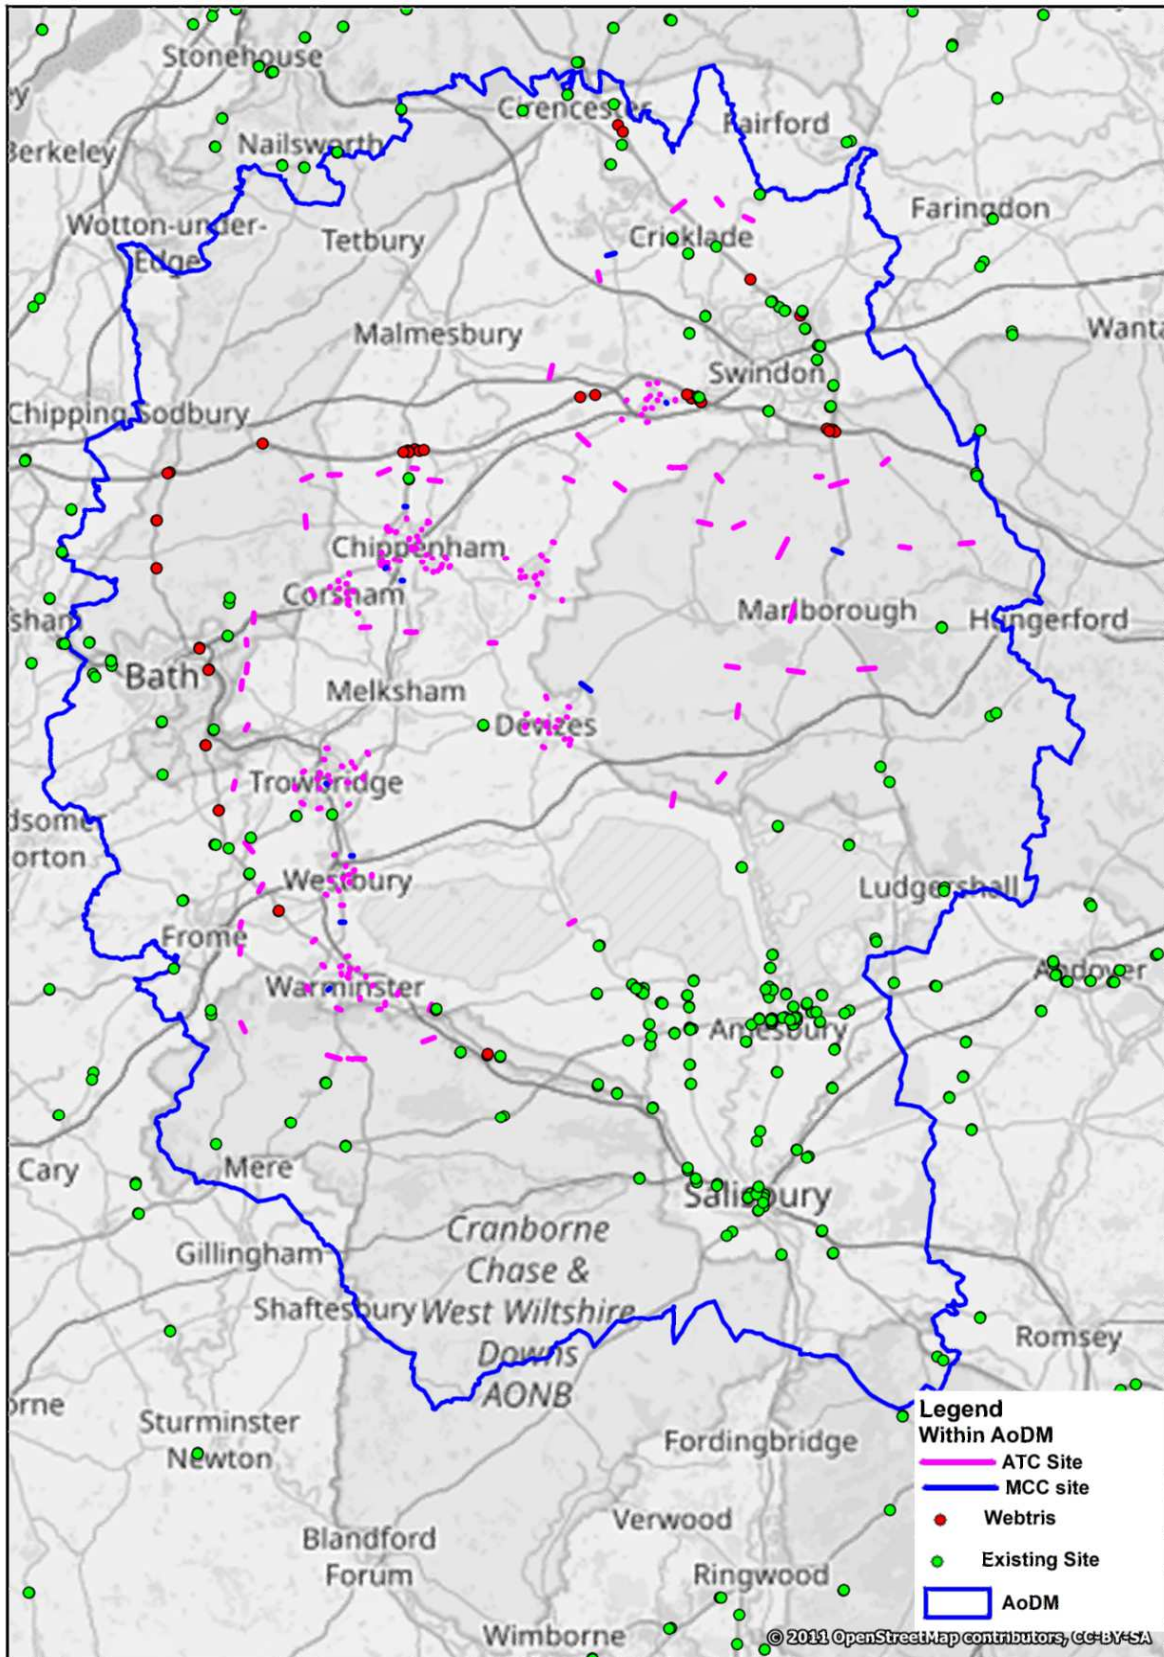 Stonehouse
Cirencester
Fairford
Nailsworth
Berkeley
Faringdon
Wotton-under-
Edge
Tetbury
Cricklade
Malmesbury
Wanta
Swindon
Chipping Sodbury
Chippenham
Corsham
Marlborough
Hungerford
sham
Bath
Melksham
Devizes
Trowbridge
dsomer
orton
Westbury
Ludgershall
Frome
Andover
Warminster
Amesbury
Cary
Mere
Salisbury
Cranborne
Chase &
West Wiltshire
Downs
AONB
Gillingham
Shaftesbury
Romsey
orne
Sturminster
Newton
Fordingbridge
Verwood
Blandford
Forum
Ringwood
Wimborne
Legend
Within AoDM
ATC Site
MCC site
Webtris
Existing Site
AoDM
© 2011 OpenStreetMap contributors, CC-BY-SA